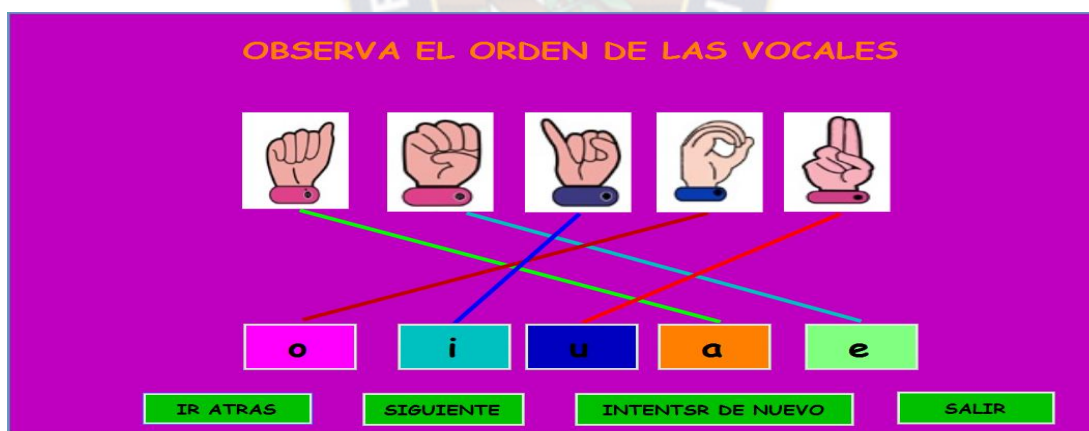 OBSERVA EL ORDEN DE LAS VOCALES
o i u a e
IR ATRAS SIGUIENTE INTENTSR DE NUEVO SALIR